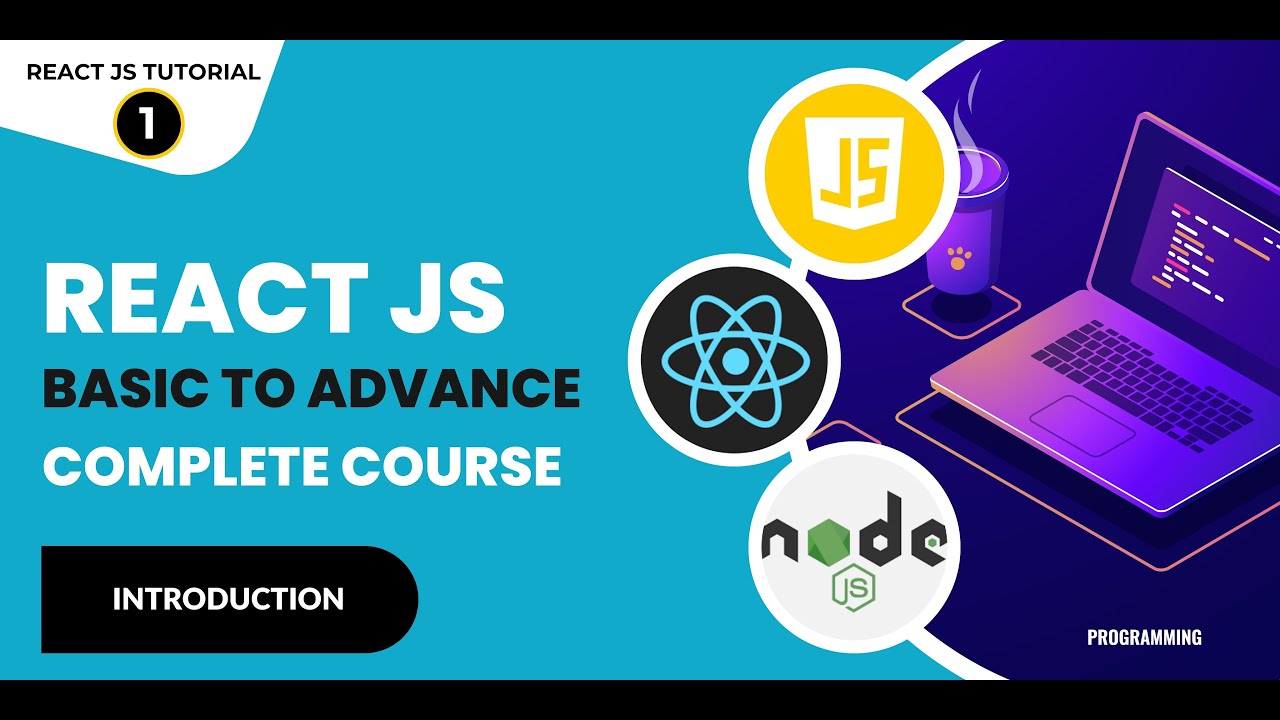 REACT JS TUTORIAL
1
REACT JS
BASIC TO ADVANCE
COMPLETE COURSE
INTRODUCTION
JS
node
JS
PROGRAMMING